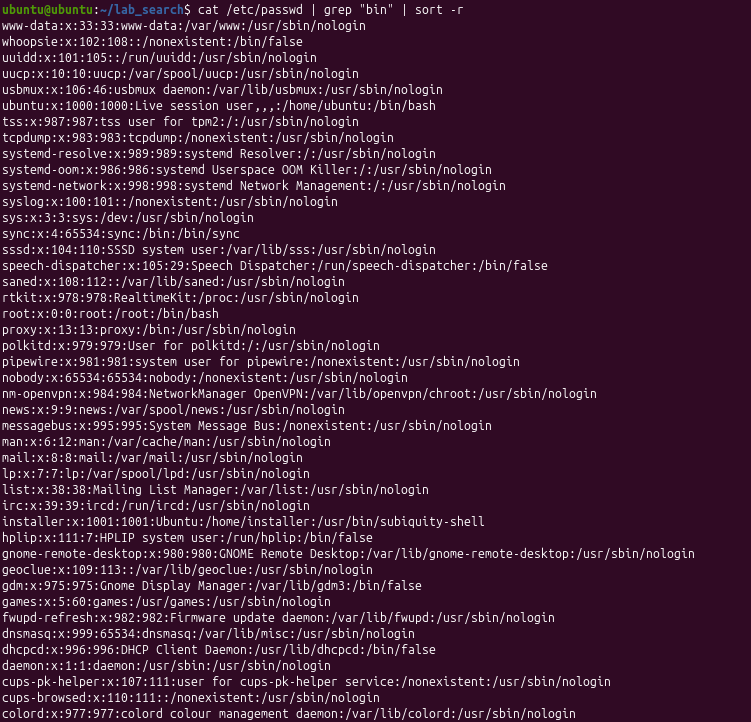 ubuntu@ubuntu:~/lab_search$ cat /etc/passwd | grep "bin" | sort -r
www-data:x:33:33:www-data:/var/www:/usr/sbin/nologin
whoopsie:x:102:108::/nonexistent:/bin/false
uuidd:x:101:105::/run/uuidd:/usr/sbin/nologin
uucp:x:10:10:uucp:/var/spool/uucp:/usr/sbin/nologin
usbmux:x:106:46:usbmux daemon:/var/lib/usbmux:/usr/sbin/nologin
ubuntu:x:1000:1000:Live session user,,,:/home/ubuntu:/bin/bash
tss:x:987:987:tss user for tpm2:/:/usr/sbin/nologin
tcpdump:x:983:983:tcpdump:/nonexistent:/usr/sbin/nologin
systemd-resolve:x:989:989:systemd Resolver:/:/usr/sbin/nologin
systemd-oom:x:986:986:systemd Userspace OOM Killer:/:/usr/sbin/nologin
systemd-network:x:998:998:systemd Network Management:/:/usr/sbin/nologin
syslog:x:100:101::/nonexistent:/usr/sbin/nologin
sys:x:3:3:sys:/dev:/usr/sbin/nologin
sync:x:4:65534:sync:/bin:/bin/sync
sssd:x:104:110:SSSD system user:/var/lib/sss:/usr/sbin/nologin
speech-dispatcher:x:105:29:Speech Dispatcher:/run/speech-dispatcher:/bin/false
saned:x:108:112::/var/lib/saned:/usr/sbin/nologin
rtkit:x:978:978:RealtimeKit:/proc:/usr/sbin/nologin
root:x:0:0:root:/root:/bin/bash
proxy:x:13:13:proxy:/bin:/usr/sbin/nologin
polkitd:x:979:979:User for polkitd:/:/usr/sbin/nologin
pipewire:x:981:981:system user for pipewire:/nonexistent:/usr/sbin/nologin
nobody:x:65534:65534:nobody:/nonexistent:/usr/sbin/nologin
nm-openvpn:x:984:984:NetworkManager OpenVPN:/var/lib/openvpn/chroot:/usr/sbin/nologin
news:x:9:9:news:/var/spool/news:/usr/sbin/nologin
messagebus:x:995:995:System Message Bus:/nonexistent:/usr/sbin/nologin
man:x:6:12:man:/var/cache/man:/usr/sbin/nologin
mail:x:8:8:mail:/var/mail:/usr/sbin/nologin
lp:x:7:7:lp:/var/spool/lpd:/usr/sbin/nologin
list:x:38:38:Mailing List Manager:/var/list:/usr/sbin/nologin
irc:x:39:39:ircd:/run/ircd:/usr/sbin/nologin
installer:x:1001:1001:Ubuntu:/home/installer:/usr/bin/subiquity-shell
hplip:x:111:7:HPLIP system user:/run/hplip:/bin/false
gnome-remote-desktop:x:980:980:GNOME Remote Desktop:/var/lib/gnome-remote-desktop:/usr/sbin/nologin
geoclue:x:109:113::/var/lib/geoclue:/usr/sbin/nologin
gdm:x:975:975:Gnome Display Manager:/var/lib/gdm3:/bin/false
games:x:5:60:games:/usr/games:/usr/sbin/nologin
fwupd-refresh:x:982:982:Firmware update daemon:/var/lib/fwupd:/usr/sbin/nologin
dnsmasq:x:999:65534:dnsmasq:/var/lib/misc:/usr/sbin/nologin
dhcpcd:x:996:996:DHCP Client Daemon:/usr/lib/dhcpcd:/bin/false
daemon:x:1:1:daemon:/usr/sbin:/usr/sbin/nologin
cups-pk-helper:x:107:111:user for cups-pk-helper service:/nonexistent:/usr/sbin/nologin
cups-browsed:x:110:111::/nonexistent:/usr/sbin/nologin
colord:x:977:977:colord colour management daemon:/var/lib/colord:/usr/sbin/nologin